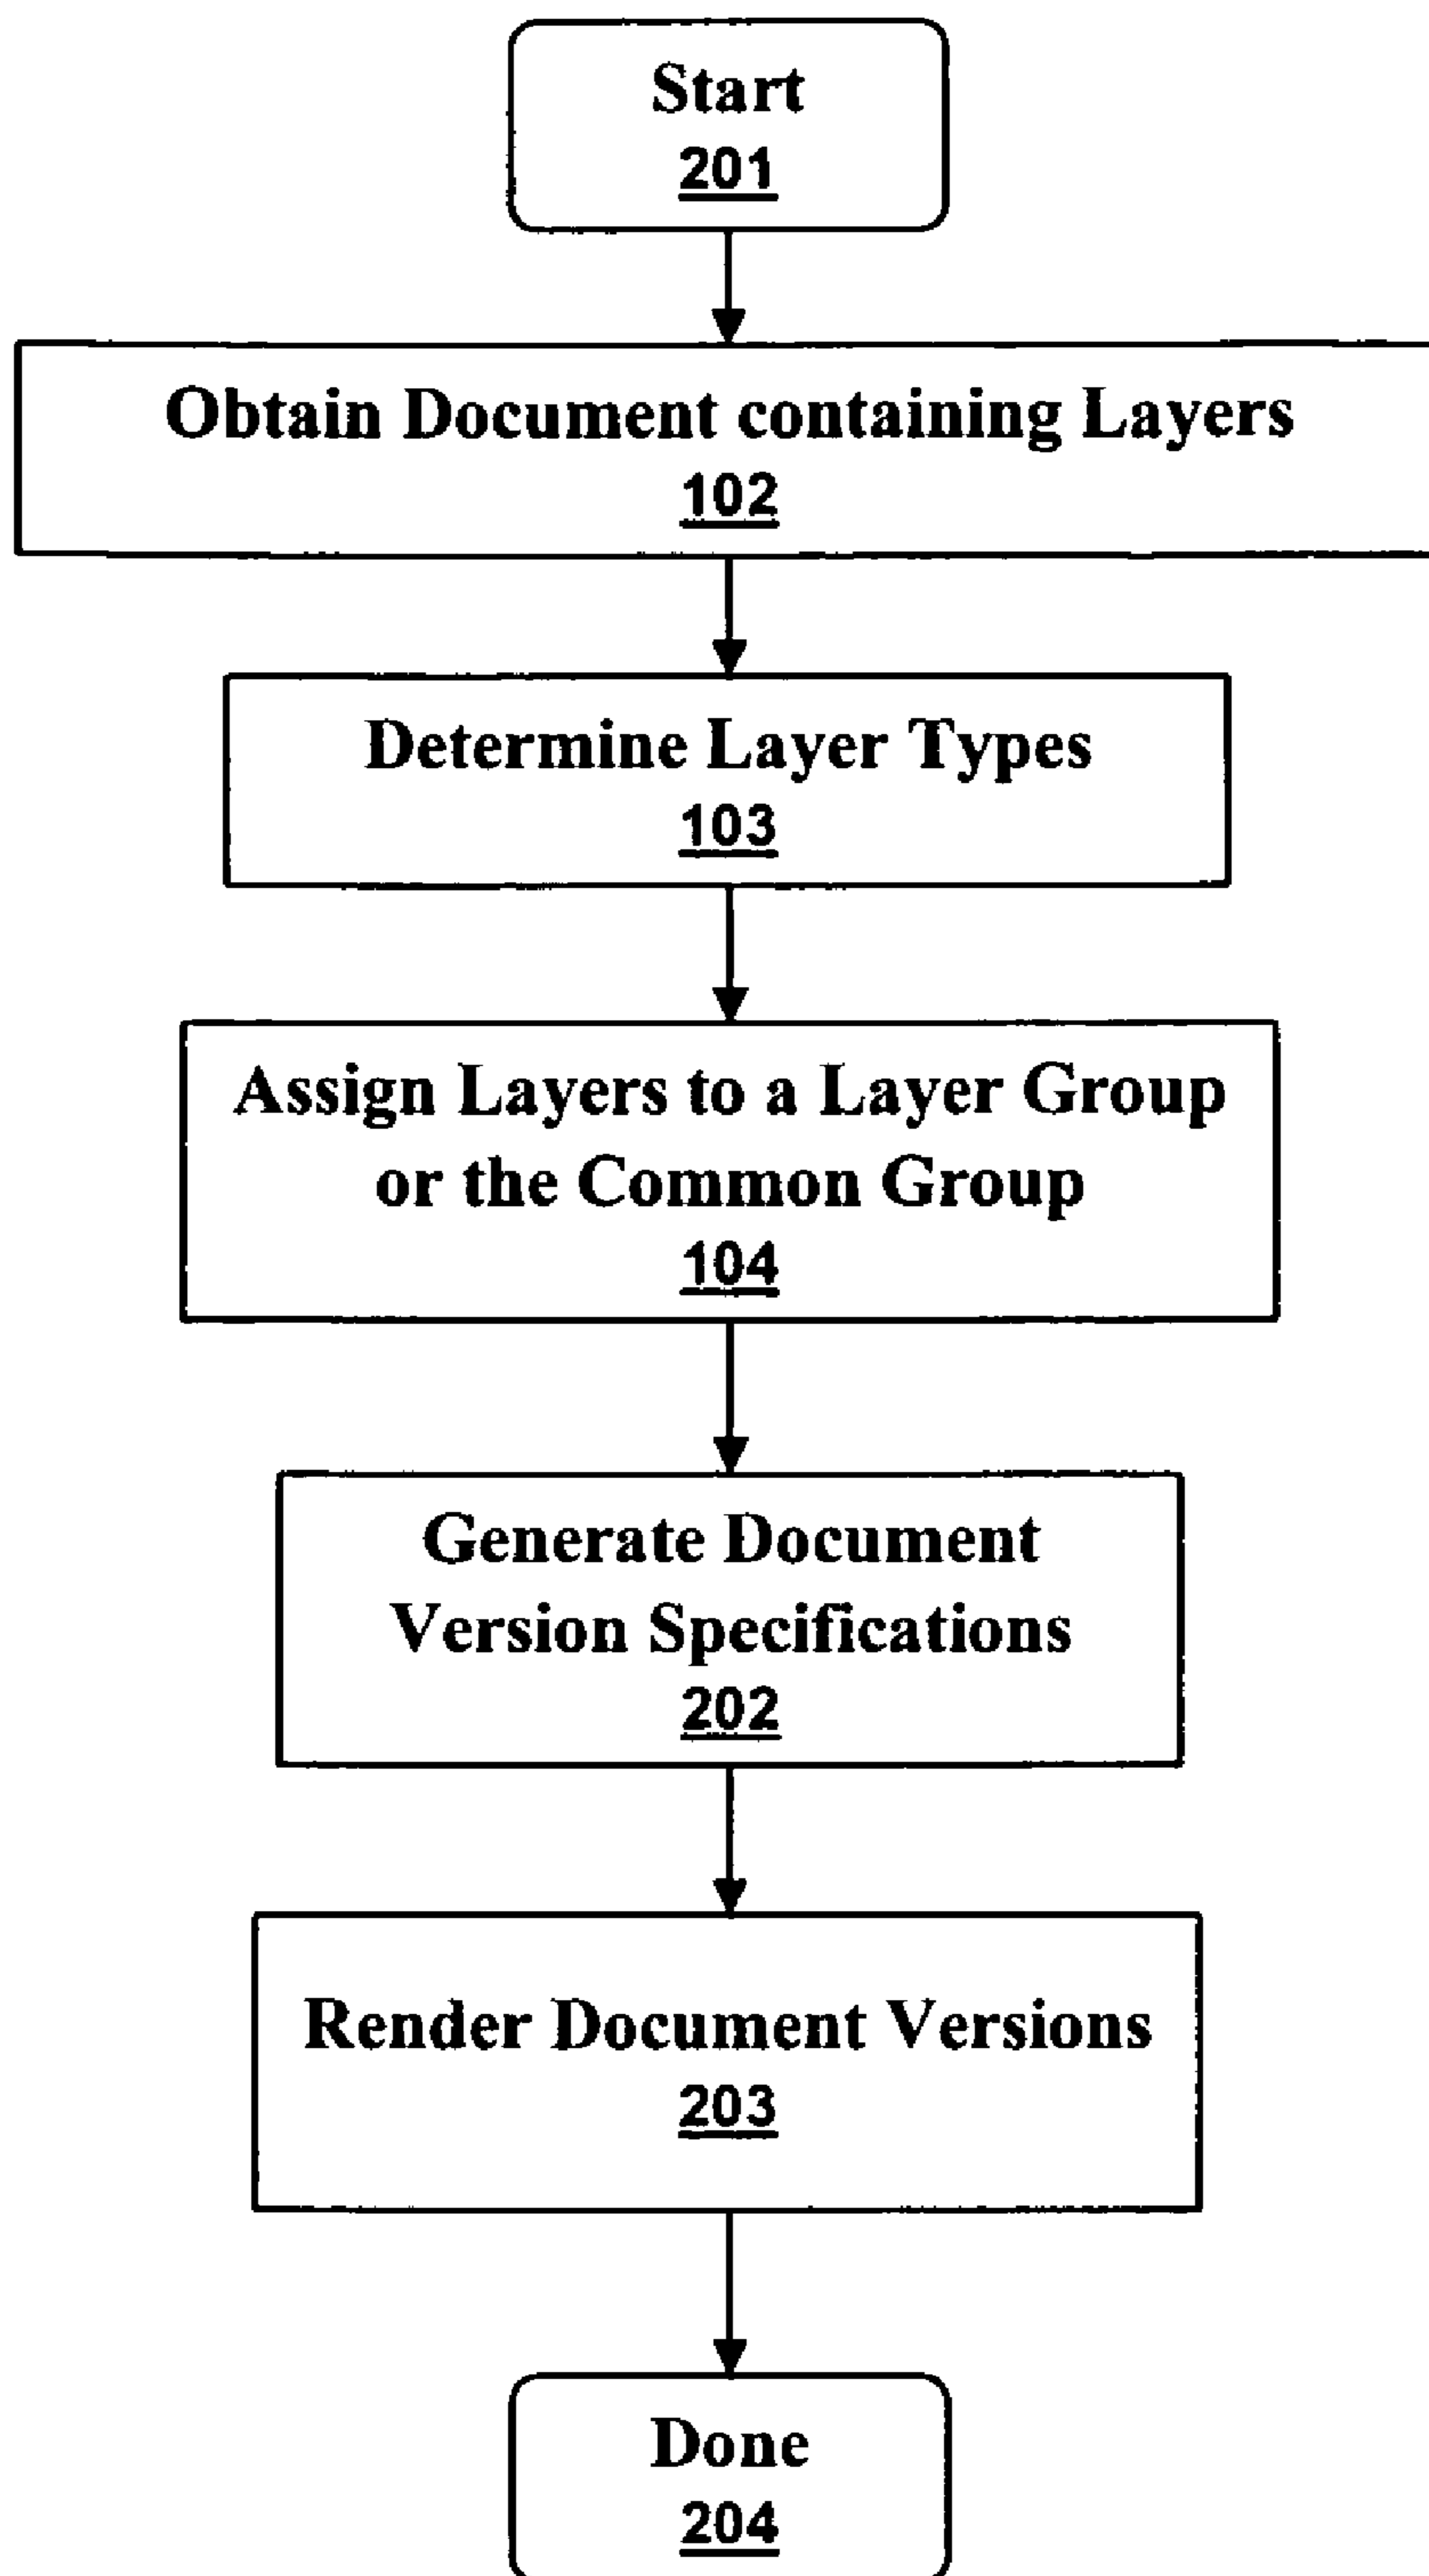 Start
201
Obtain Document containing Layers
102
Determine Layer Types
103
Assign Layers to a Layer Group
or the Common Group
104
Generate Document
Version Specifications
202
Render Document Versions
203
Done
204